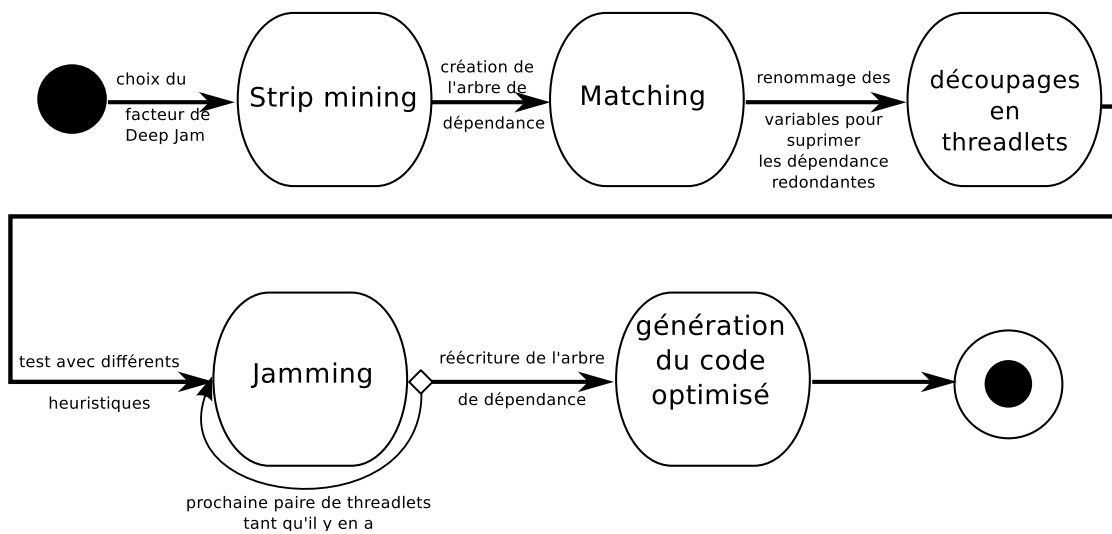 choix du
facteur de
Deep Jam
Strip mining
création de
l'arbre de
dépendance
Matching
renommage des
variables pour
suprimer
les dépendance
redondantes
découpages
en
threadlets
test avec différents
heuristiques
Jamming
prochaine paire de threadlets
tant qu'il y en a
réécriture de l'arbre
de dépendance
génération
du code
optimisé